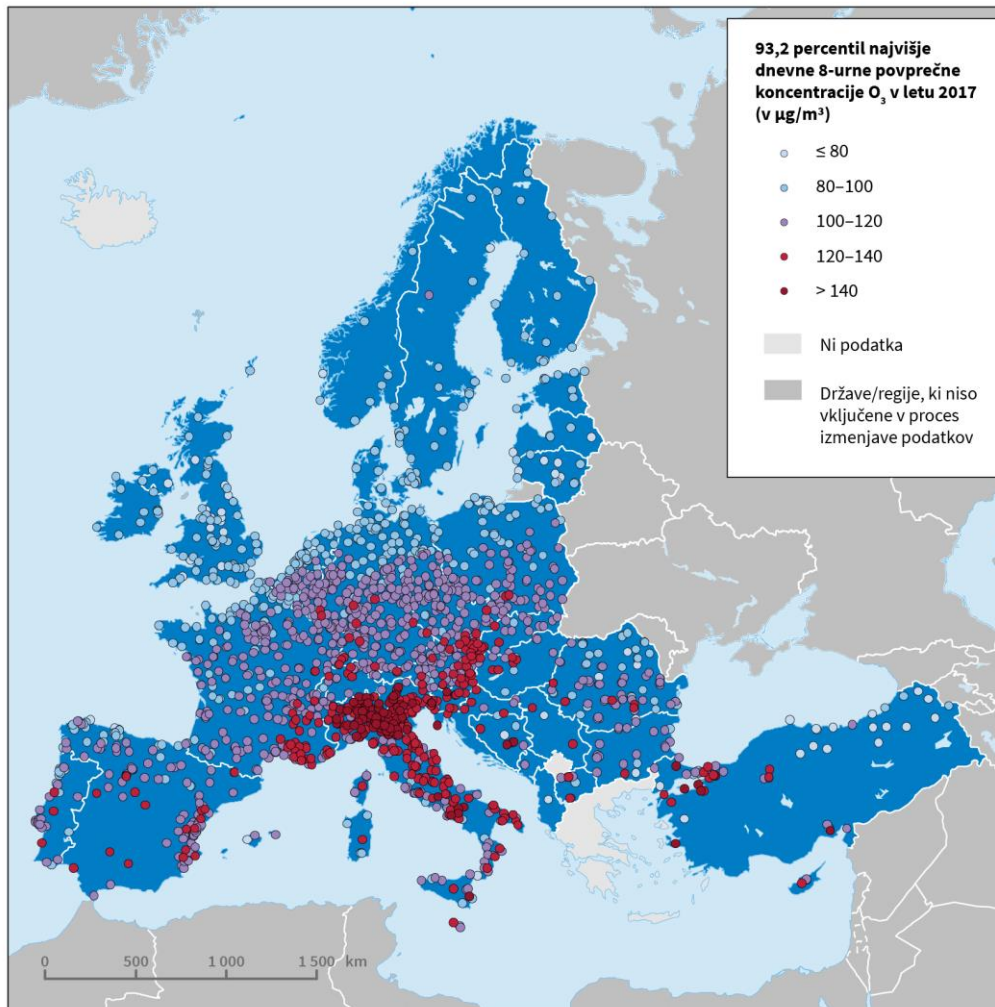 93,2 percentil najvišje
dnevne 8-urne povprečne
koncentracije O₃ v letu 2017
(v µg/m³)
≤ 80
80–100
100–120
120–140
> 140
Ni podatka
Države/regije, ki niso
vključene v proces
izmenjave podatkov
0 500 1 000 1 500 km